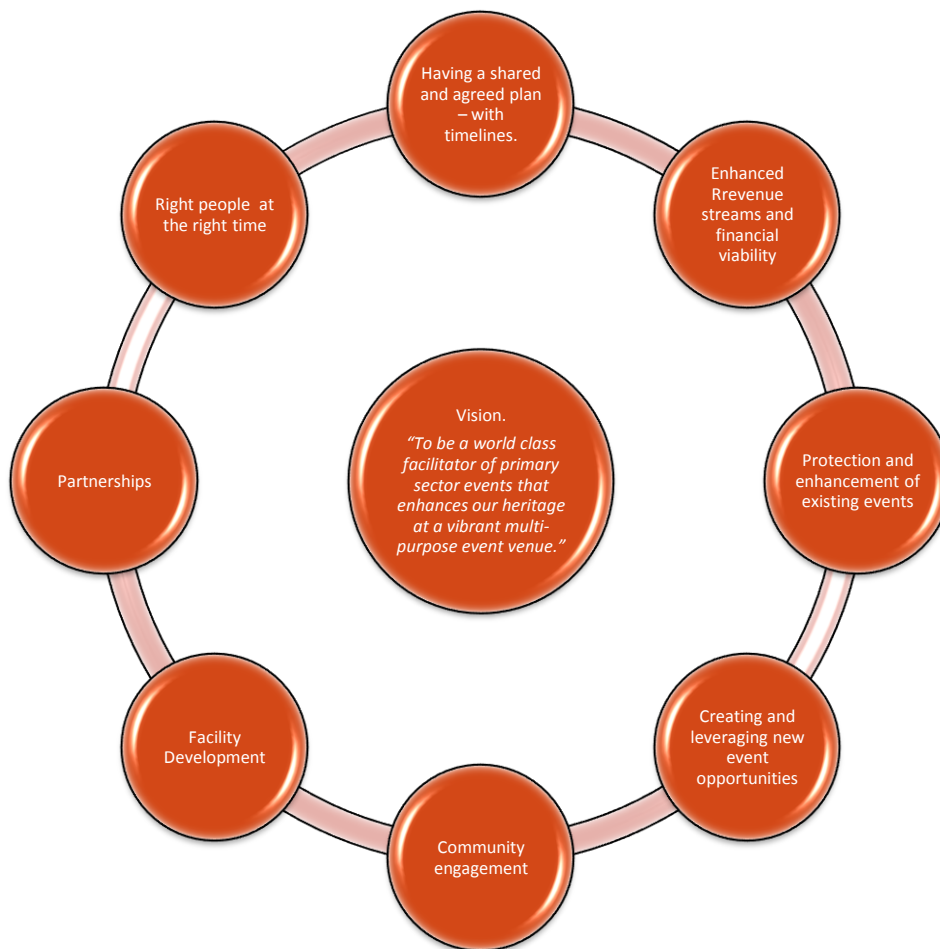 Having a shared
and agreed plan
– with
timelines.
Enhanced
Rrevenue
streams and
financial
viability
Protection and
enhancement of
existing events
Creating and
leveraging new
event
opportunities
Community
engagement
Facility
Development
Partnerships
Right people  at
the right time
Vision.
“To be a world class
facilitator of primary
sector events that
enhances our heritage
at a vibrant multi-
purpose event venue.”